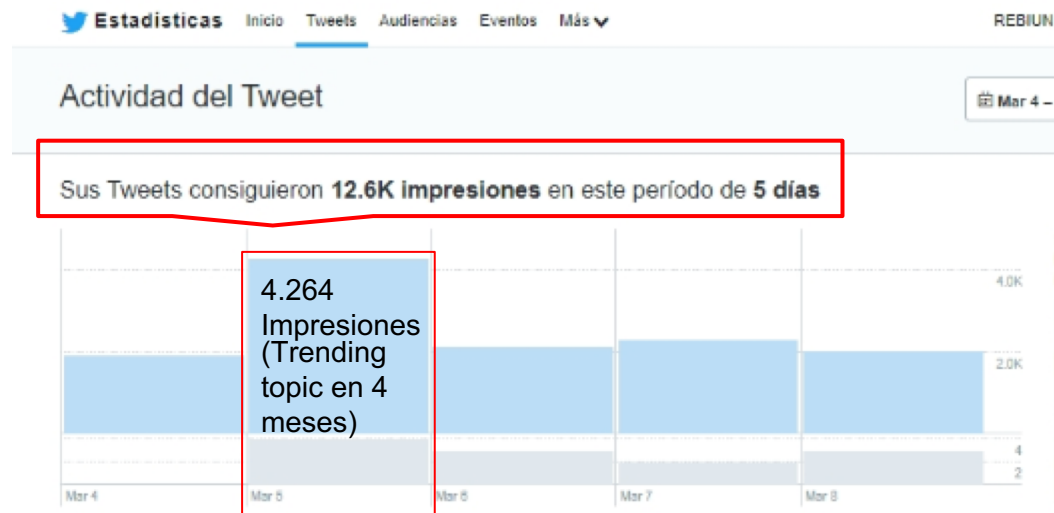 Estadísticas Inicio Tweets Audiencias Eventos Más REBIUN
Actividad del Tweet
Mar 4 –
Sus Tweets consiguieron 12.6K impresiones en este período de 5 días
4.264
Impresiones
(Trending
topic en 4
meses)
4.0K
2.0K
4
2
Mar 4 Mar 5 Mar 6 Mar 7 Mar 8